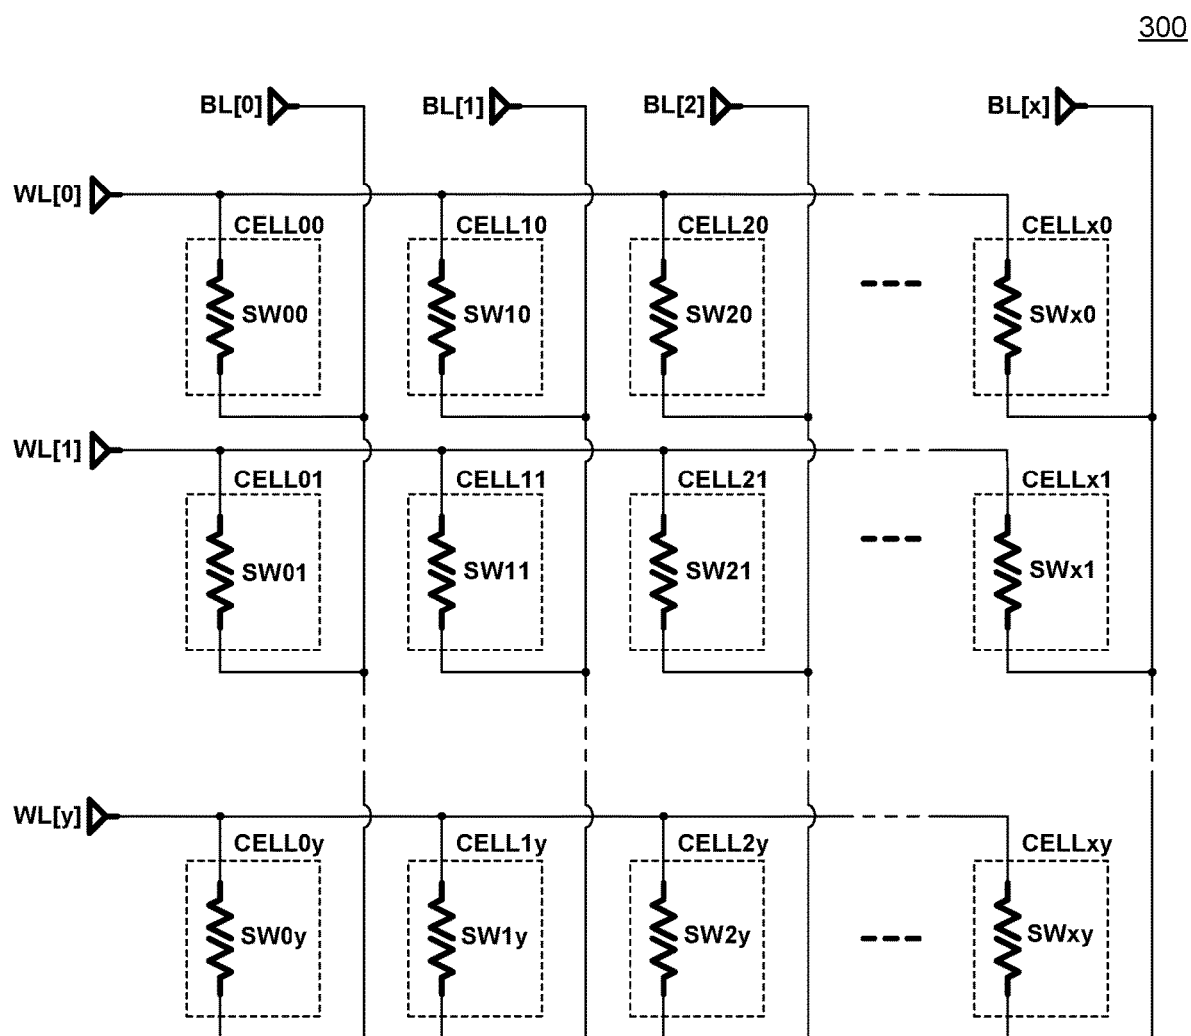 300
BL[0] BL[1] BL[2] BL[x]
WL[0]
CELL00 CELL10 CELL20 CELLx0
SW00 SW10 SW20 SWx0
WL[1]
CELL01 CELL11 CELL21 CELLx1
SW01 SW11 SW21 SWx1
WL[y]
CELL0y CELL1y CELL2y CELLxy
SW0y SW1y SW2y SWxy